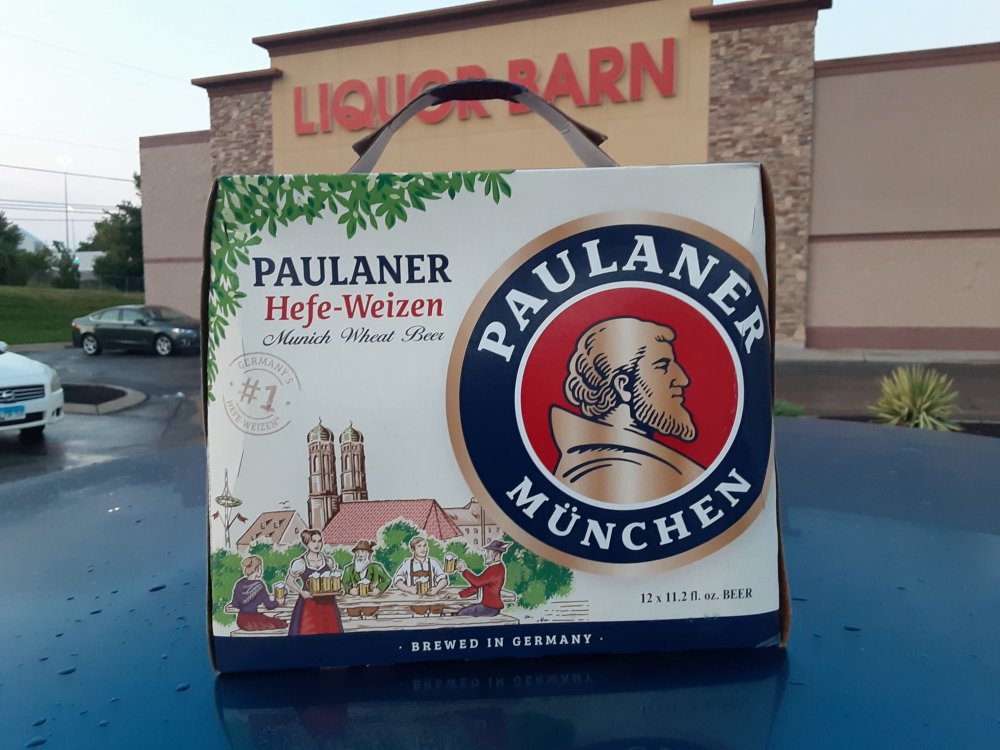 LIQUOR BARN
PAULANER
Hefe-Weizen
Munich Wheat Beer
GERMANY'S
#1
HEFE-WEIZEN
PAULANER
MÜNCHEN
12 x 11.2 fl. oz. BEER
· BREWED IN GERMANY ·